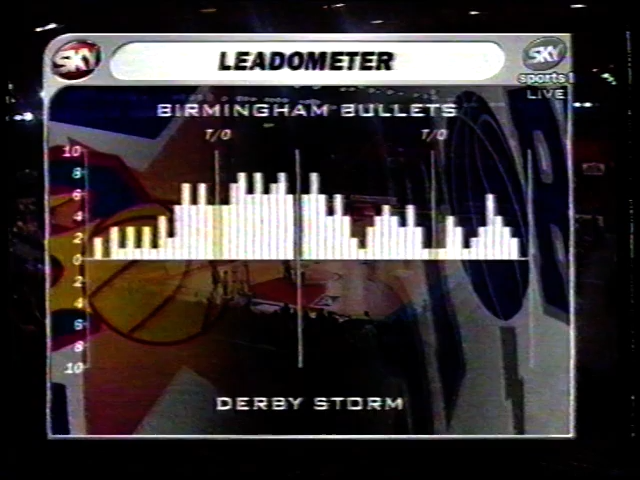 SKY
LEADOMETER
SKY
sports
LIVE
BIRMINGHAM BULLETS
T/O
T/O
10
8
6
4
2
0
2
4
6
8
10
DERBY STORM